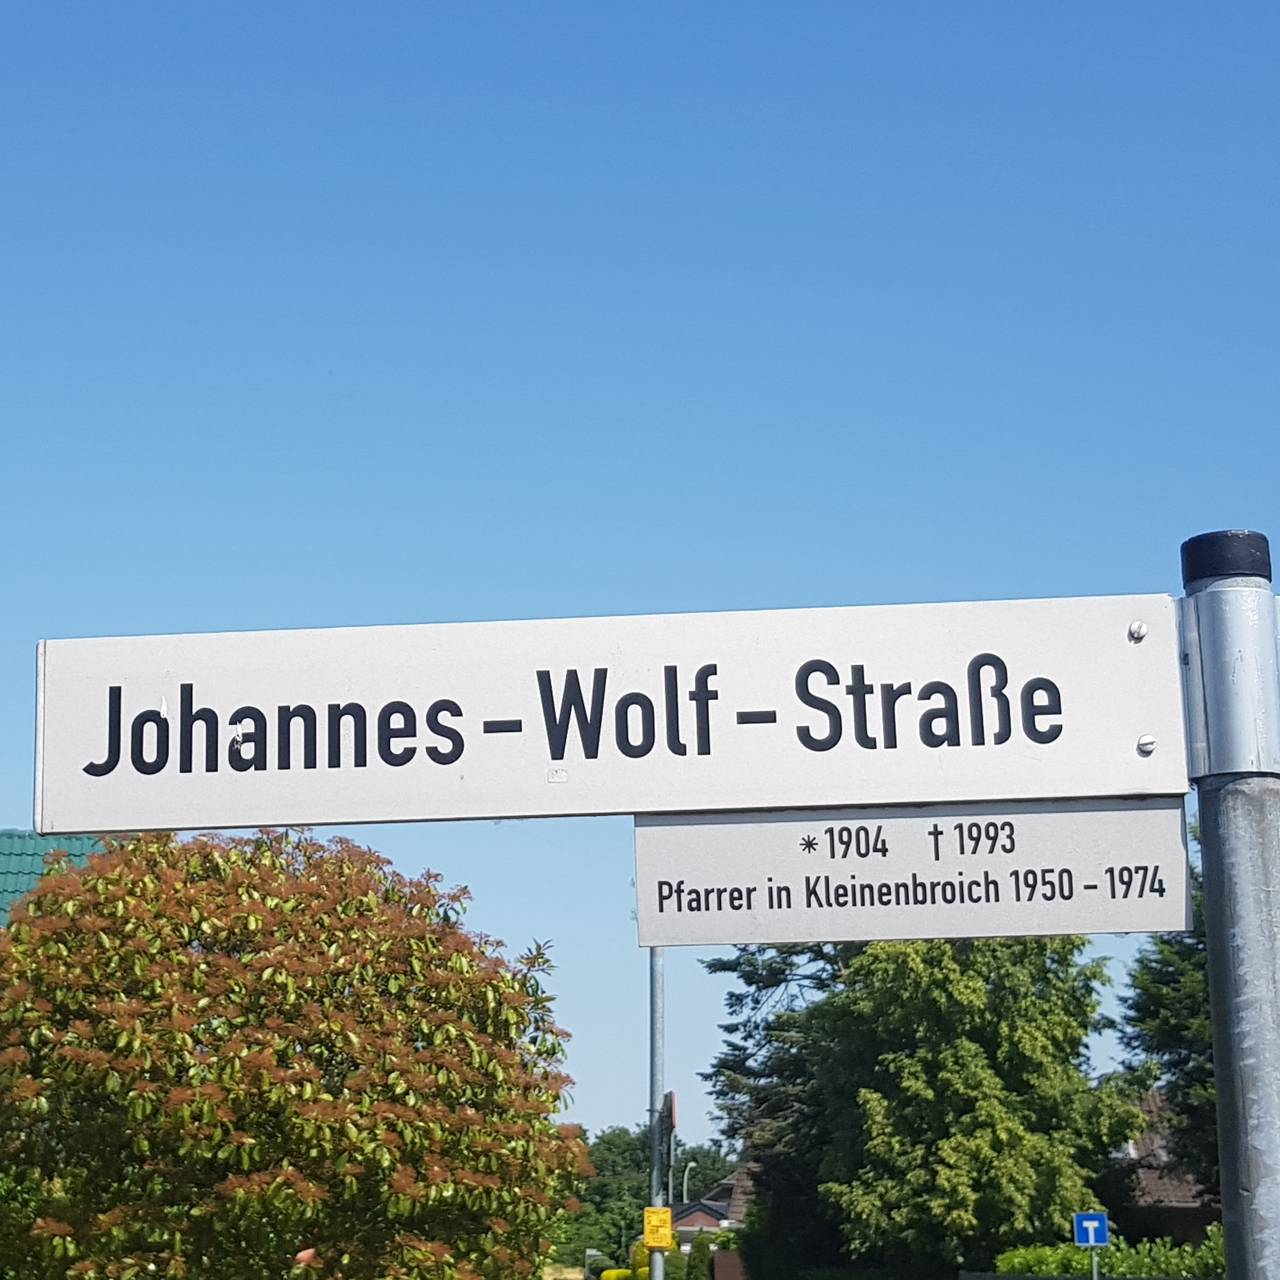 Johannes-Wolf-Straße
*1904 †1993
Pfarrer in Kleinenbroich 1950-1974